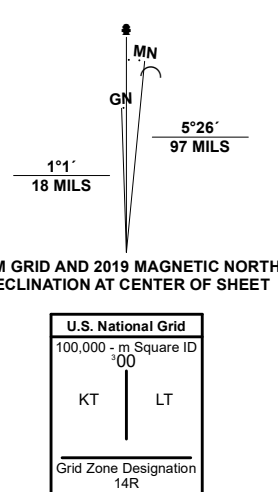 MN
GN
5°26´
97 MILS
1°1´
18 MILS
M GRID AND 2019 MAGNETIC NORTH
ECLINATION AT CENTER OF SHEET
U.S. National Grid
100,000 - m Square ID
³00
KT LT
Grid Zone Designation
14R